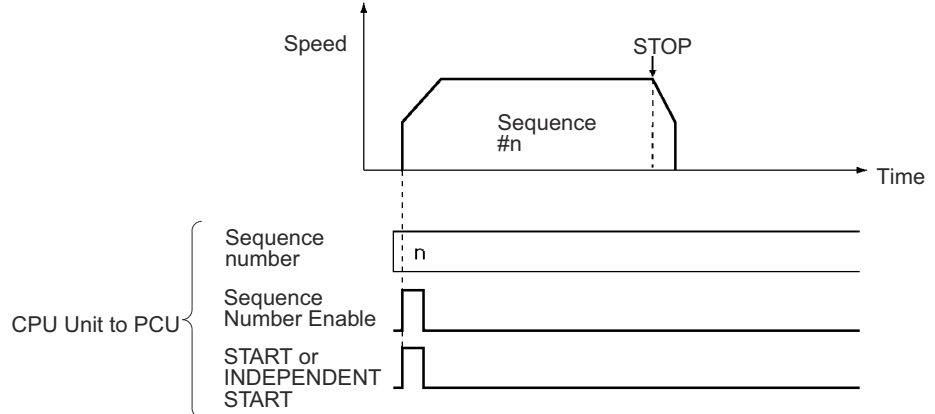 Speed
STOP
Sequence
#n
Time
Sequence
number
n
Sequence
Number Enable
CPU Unit to PCU
START or
INDEPENDENT
START